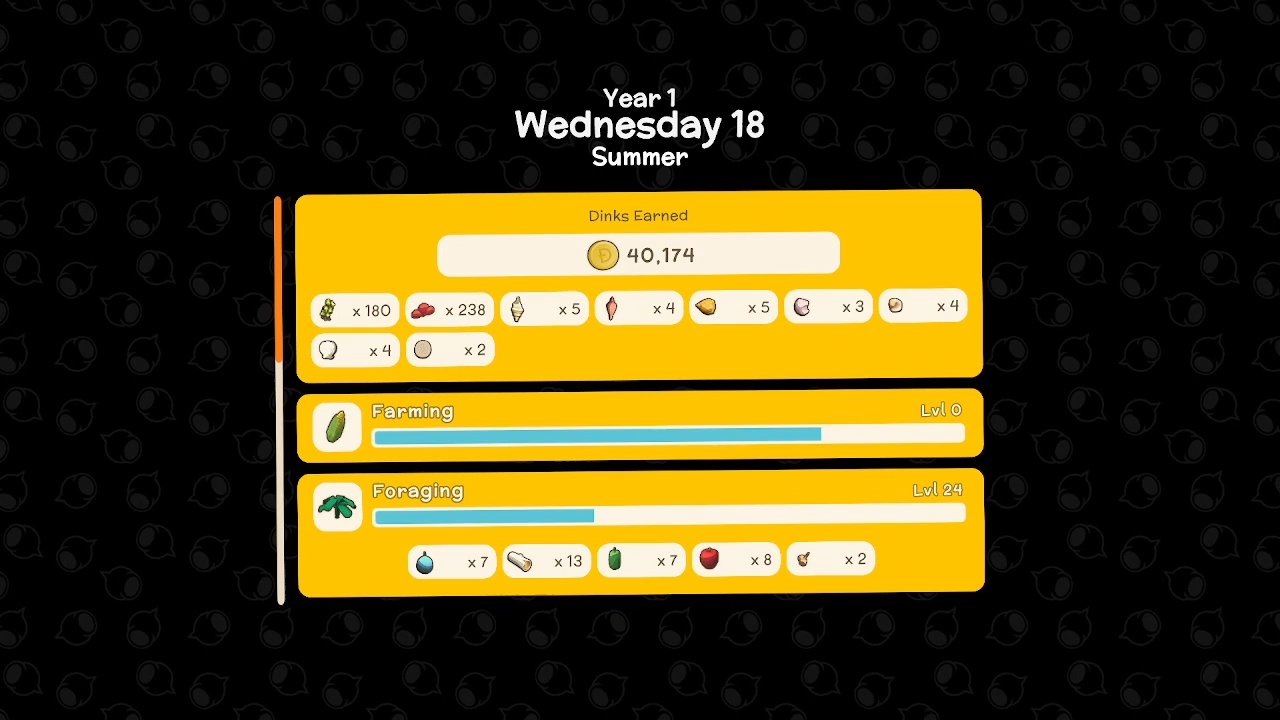 Year 1
Wednesday 18
Summer
Dinks Earned
40,174
x 180 x 238 x 5 x 4 x 5 x 3 x 4
x 4 x 2
Farming Lvl 0
Foraging Lvl 24
x 7 x 13 x 7 x 8 x 2